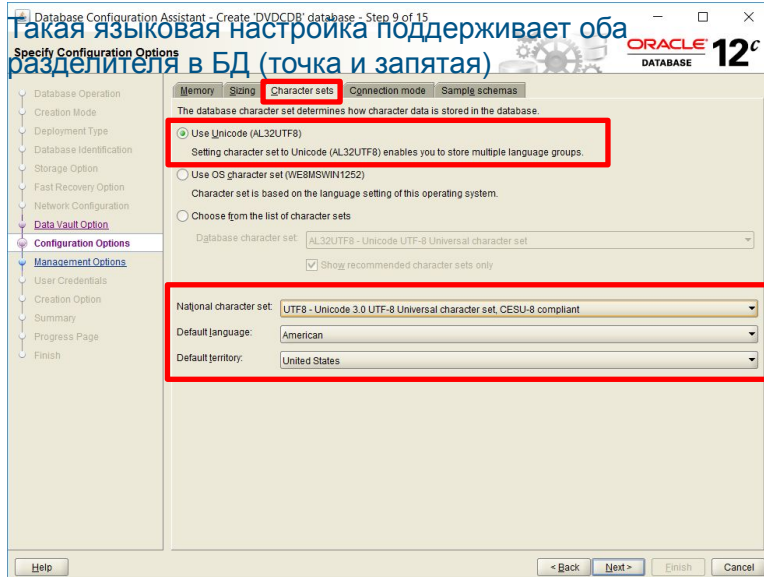 Database Configuration Assistant - Create 'DVDCDB' database - Step 9 of 15
Такая языковая настройка поддерживает оба
разделителя в БД (точка и запятая)
Specify Configuration Options
ORACLE
DATABASE
12c
Database Operation
Creation Mode
Deployment Type
Database Identification
Storage Option
Fast Recovery Option
Network Configuration
Data Vault Option
Configuration Options
Management Options
User Credentials
Creation Option
Summary
Progress Page
Finish
Memory Sizing Character sets Connection mode Sample schemas
The database character set determines how character data is stored in the database.
Use Unicode (AL32UTF8)
Setting character set to Unicode (AL32UTF8) enables you to store multiple language groups.
Use OS character set (WE8MSWIN1252)
Character set is based on the language setting of this operating system.
Choose from the list of character sets
Database character set: AL32UTF8 - Unicode UTF-8 Universal character set
Show recommended character sets only
National character set: UTF8 - Unicode 3.0 UTF-8 Universal character set, CESU-8 compliant
Default language: American
Default territory: United States
Help < Back Next > Finish Cancel